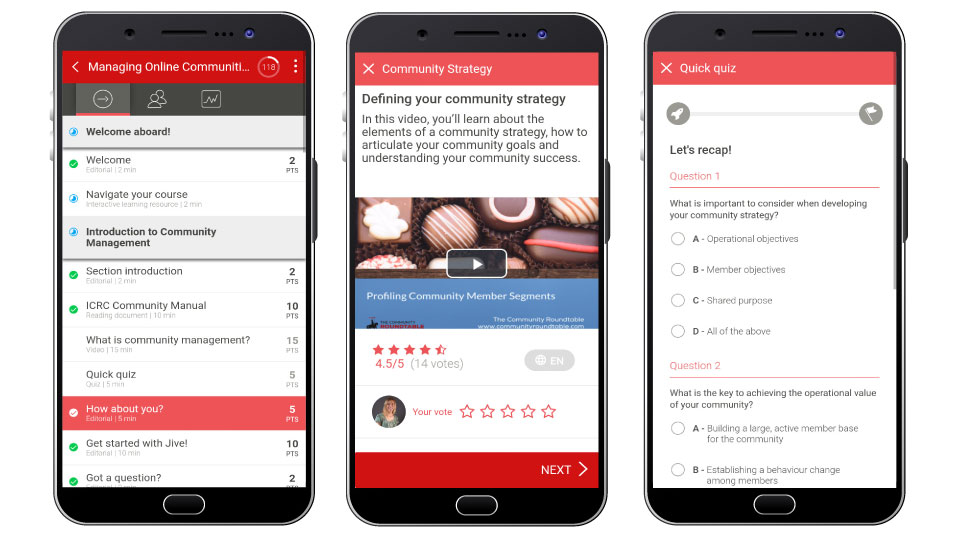 Managing Online Communiti...
118
Welcome aboard!
Welcome
2
Editorial | 2 min
PTS
Navigate your course
Interactive learning resource | 2 min
Introduction to Community
Management
Section introduction
2
Editorial | 2 min
PTS
ICRC Community Manual
10
Reading document | 10 min
PTS
What is community management?
15
Video | 15 min
PTS
Quick quiz
5
Quiz | 5 min
PTS
How about you?
5
Editorial | 5 min
PTS
Get started with Jive!
10
Editorial | 10 min
PTS
Got a question?
2
PTS
Community Strategy
Defining your community strategy
In this video, you'll learn about the
elements of a community strategy, how to
articulate your community goals and
understanding your community success.
Profiling Community Member Segments
THE COMMUNITY
ROUNDTABLE
The Community Roundtable
www.communityroundtable.com
4.5/5 (14 votes)
EN
Your vote
NEXT
Quick quiz
Let's recap!
Question 1
What is important to consider when developing
your community strategy?
A - Operational objectives
B - Member objectives
C - Shared purpose
D - All of the above
Question 2
What is the key to achieving the operational value
of your community?
A - Building a large, active member base
for the community
B - Establishing a behaviour change
among members